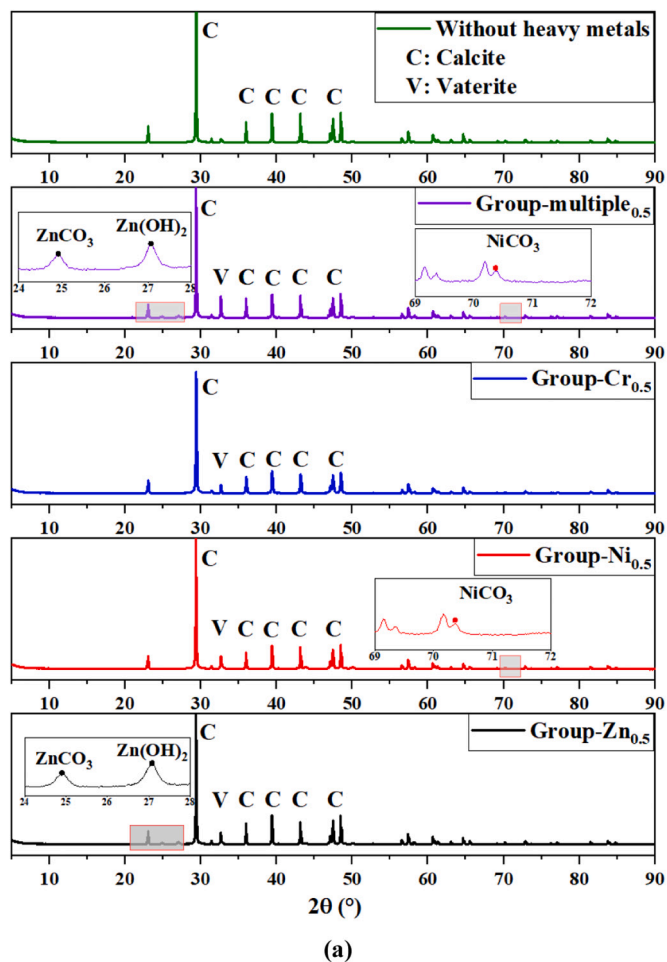 Without heavy metals
C: Calcite
V: Vaterite
C
C C C C
10 20 30 40 50 60 70 80 90
Group-multiple0.5
C
ZnCO3 Zn(OH)2
24 25 26 27 28
NiCO3
69 70 71 72
V C C C C
10 20 30 40 50 60 70 80 90
Group-Cr0.5
C
V C C C C
10 20 30 40 50 60 70 80 90
Group-Ni0.5
C
NiCO3
69 70 71 72
V C C C C
10 20 30 40 50 60 70 80 90
Group-Zn0.5
C
ZnCO3 Zn(OH)2
24 25 26 27 28
V C C C C
10 20 30 40 50 60 70 80 90
2θ (°)
(a)